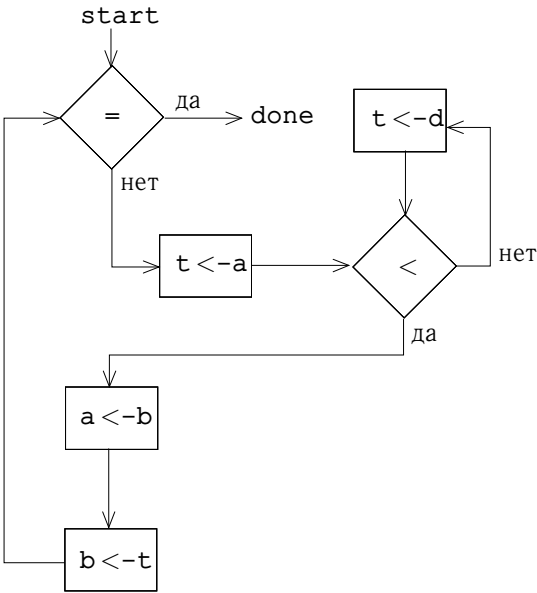 start
=
да
done
t<-d
нет
t<-a
<
нет
да
a<-b
b<-t